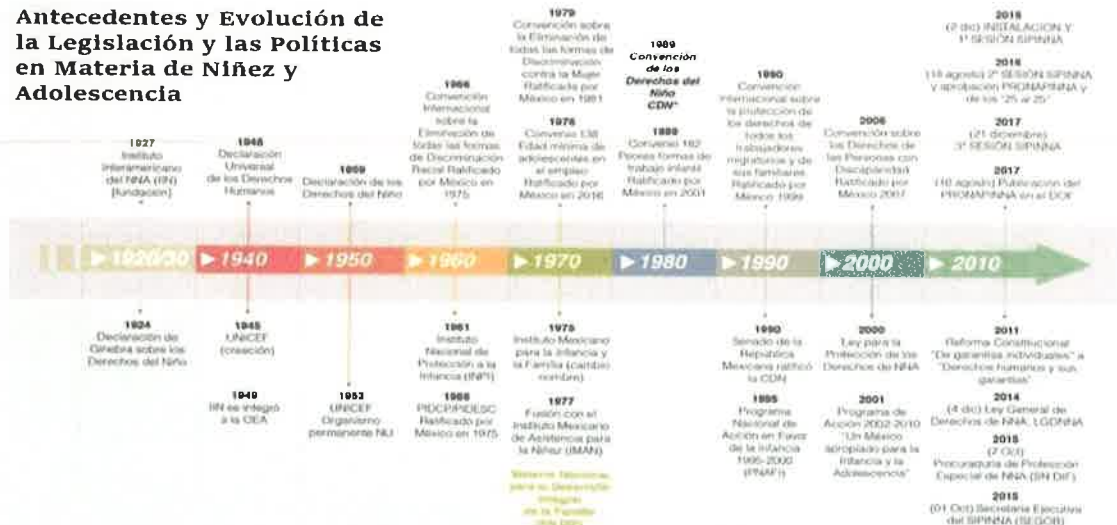 Antecedentes y Evolución de
la Legislación y las Políticas
en Materia de Niñez y
Adolescencia
1927
Instituto
Interamericano
del NNA (IIN)
[fundación]
1948
Declaración
Universal
de los Derechos
Humanos
1959
Declaración de los
Derechos del Niño
1966
Convención
Internacional
sobre la
Eliminación de
todas las formas
de Discriminación
Racial Ratificado
por México en
1975
1979
Convención sobre
la Eliminación de
todas las formas de
Discriminación
contra la Mujer
Ratificada por
México en 1981
1976
Convenio 138
Edad mínima de
adolescentes en
el empleo
Ratificado por
México en 2016
1989
Convención
de los
Derechos del
Niño
CDN*
1989
Convenio 182
Peores formas de
trabajo infantil
Ratificado por
México en 2001
1990
Convención
Internacional sobre
la protección de
los derechos de
todos los
trabajadores
migratorios y de
sus familiares
Ratificado por
México 1999
2006
Convención sobre
los Derechos de
las Personas con
Discapacidad
Ratificado por
México 2007
2015
(2 dic) INSTALACIÓN Y
1ª SESIÓN SIPINNA
2016
(18 agosto) 2ª SESIÓN SIPINNA
y aprobación PRONAPINNA y
de los "25 al 25"
2017
(21 diciembre)
3ª SESIÓN SIPINNA
2017
(10 agosto) Publicación del
PRONAPINNA en el DOF
1920/30
1940
1950
1960
1970
1980
1990
2000
2010
1924
Declaración de
Ginebra sobre los
Derechos del Niño
1945
UNICEF
(creación)
1949
IIN se integró
a la OEA
1953
UNICEF
Organismo
permanente NU
1961
Instituto
Nacional de
Protección a la
Infancia (INPI)
1966
PIDCP/PIDESC
Ratificado por
México en 1975
1975
Instituto Mexicano
para la Infancia y
la Familia (cambio
nombre)
1977
Fusión con el
Instituto Mexicano
de Asistencia para
la Niñez (IMAN)
Sistema Nacional
para el Desarrollo
Integral
de la Familia
1990
Senado de la
República
Mexicana ratificó
la CDN
1995
Programa
Nacional de
Acción en Favor
de la Infancia
1995-2000
(PNAFI)
2000
Ley para la
Protección de los
Derechos de NNA
2001
Programa de
Acción 2002-2010
"Un México
apropiado para la
Infancia y la
Adolescencia"
2011
Reforma Constitucional
"De garantías individuales" a
"Derechos humanos y sus
garantías"
2014
(4 dic) Ley General de
Derechos de NNA, LGDNNA
2015
(7 Oct)
Procuraduría de Protección
Especial de NNA (SN DIF)
2015
(01 Oct) Secretaría Ejecutiva
del SIPINNA (SEGOB)